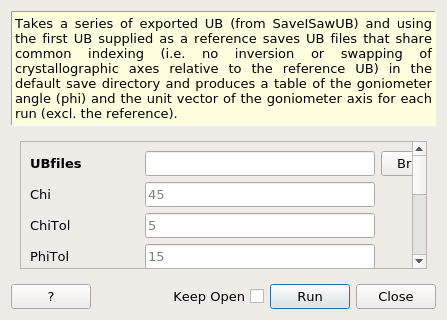 Takes a series of exported UB (from SaveIsawUB) and using
the first UB supplied as a reference saves UB files that share
common indexing (i.e. no inversion or swapping of
crystallographic axes relative to the reference UB) in the
default save directory and produces a table of the goniometer
angle (phi) and the unit vector of the goniometer axis for each
run (excl. the reference).
UBfiles Br
Chi 45
ChiTol 5
PhiTol 15
? Keep Open Run Close